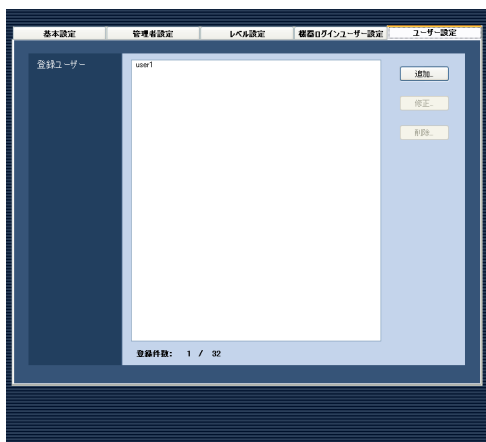 基本設定 管理者設定 レベル設定 機器ログインユーザー設定 ユーザー設定
登録ユーザー
user1
追加...
修正...
削除...
登録件数: 1 / 32